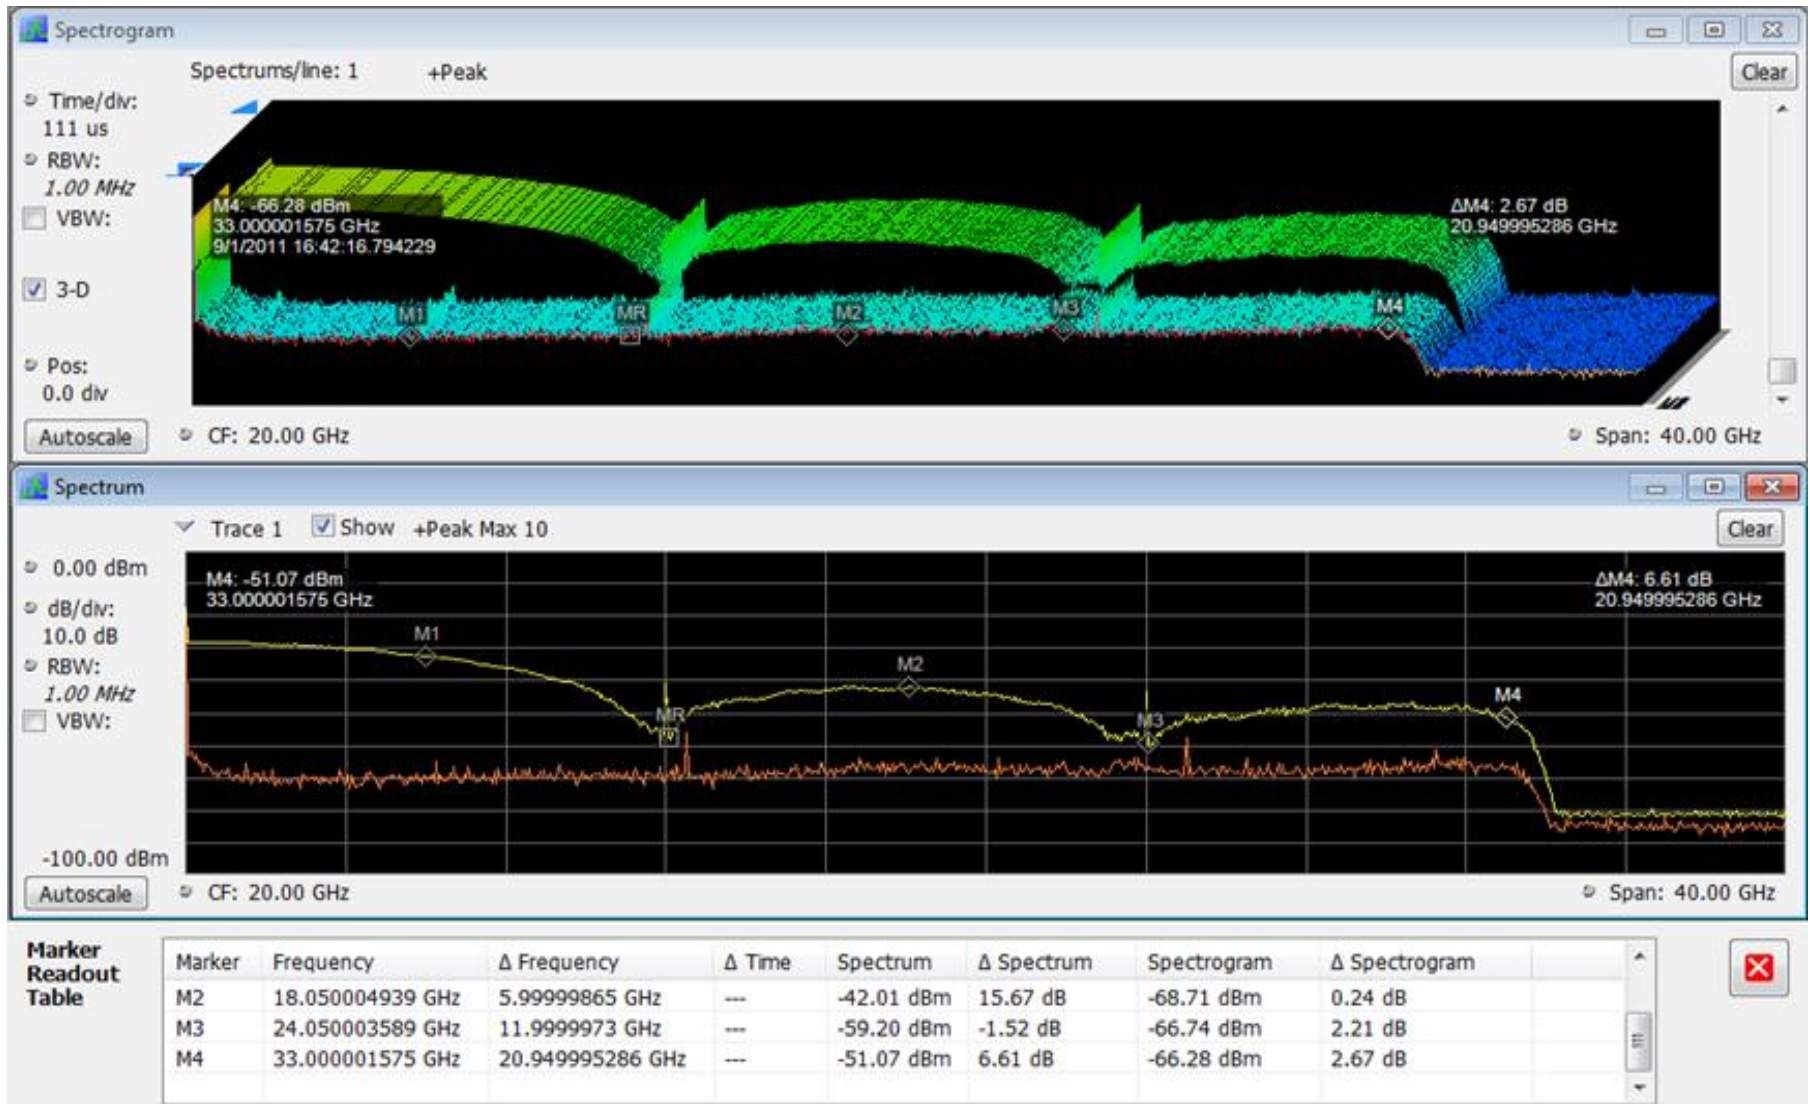 Spectrogram
Spectrums/line: 1 +Peak Clear
Time/div:
111 us
RBW:
1.00 MHz
VBW:
3-D
Pos:
0.0 div
Autoscale
M4: -66.28 dBm
33.000001575 GHz
9/1/2011 16:42:16.794229
ΔM4: 2.67 dB
20.949995286 GHz
M1 MR M2 M3 M4
CF: 20.00 GHz Span: 40.00 GHz
Spectrum
Trace 1 Show +Peak Max 10 Clear
0.00 dBm
dB/div:
10.0 dB
RBW:
1.00 MHz
VBW:
-100.00 dBm
Autoscale
M4: -51.07 dBm
33.000001575 GHz
ΔM4: 6.61 dB
20.949995286 GHz
M1 MR M2 M3 M4
CF: 20.00 GHz Span: 40.00 GHz
Marker
Readout
Table
Marker Frequency Δ Frequency Δ Time Spectrum Δ Spectrum Spectrogram Δ Spectrogram
M2 18.050004939 GHz 5.99999865 GHz --- -42.01 dBm 15.67 dB -68.71 dBm 0.24 dB
M3 24.050003589 GHz 11.9999973 GHz --- -59.20 dBm -1.52 dB -66.74 dBm 2.21 dB
M4 33.000001575 GHz 20.949995286 GHz --- -51.07 dBm 6.61 dB -66.28 dBm 2.67 dB